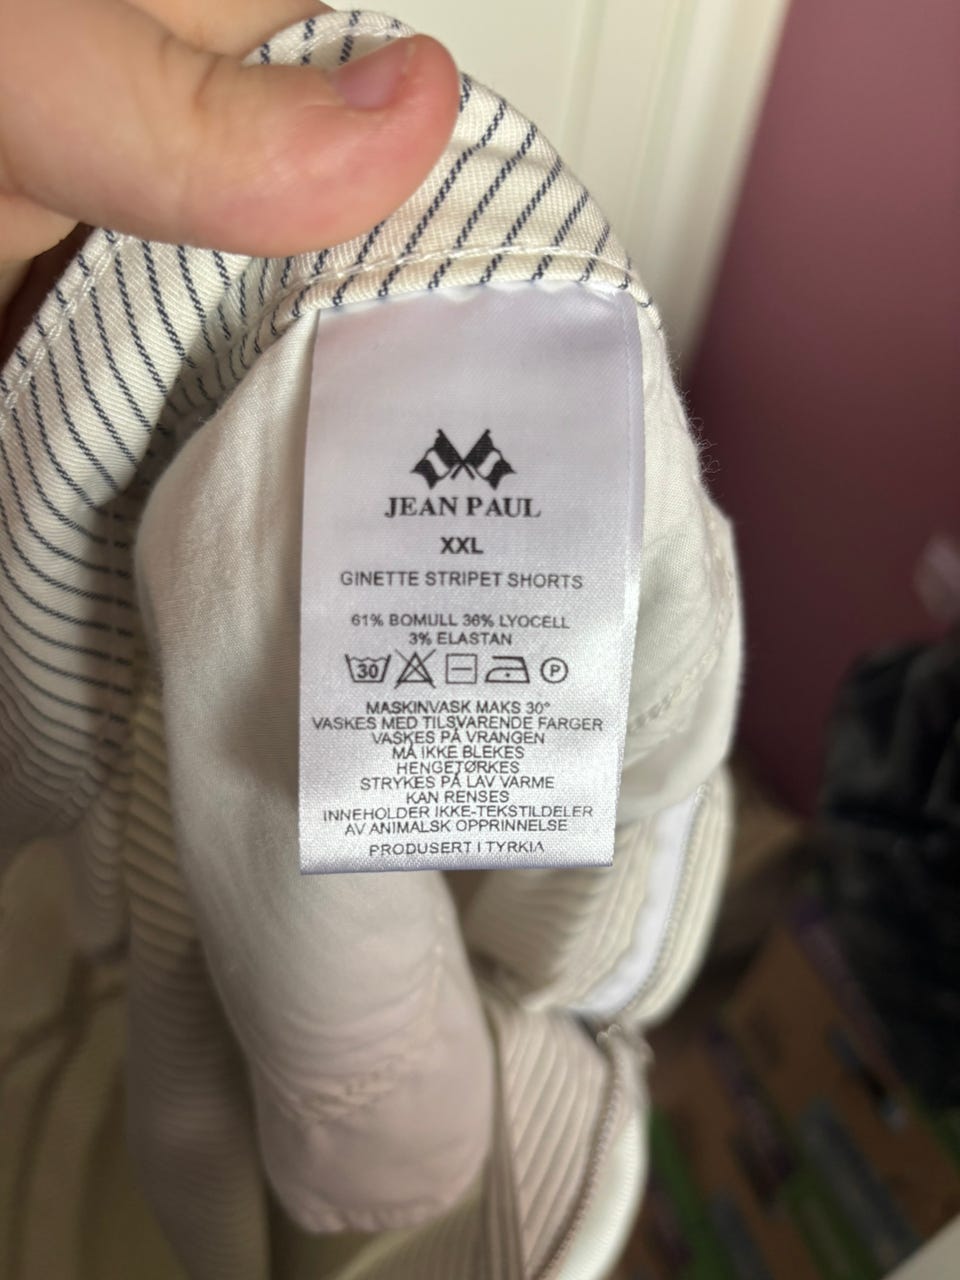 JEAN PAUL
XXL
GINETTE STRIPET SHORTS
61% BOMULL 36% LYOCELL
3% ELASTAN
30 P
MASKINVASK MAKS 30°
VASKES MED TILSVARENDE FARGER
VASKES PÅ VRANGEN
MÅ IKKE BLEKES
HENGETØRKES
STRYKES PÅ LAV VARME
KAN RENSES
INNEHOLDER IKKE-TEKSTILDELER
AV ANIMALSK OPPRINNELSE
PRODUSERT I TYRKIA